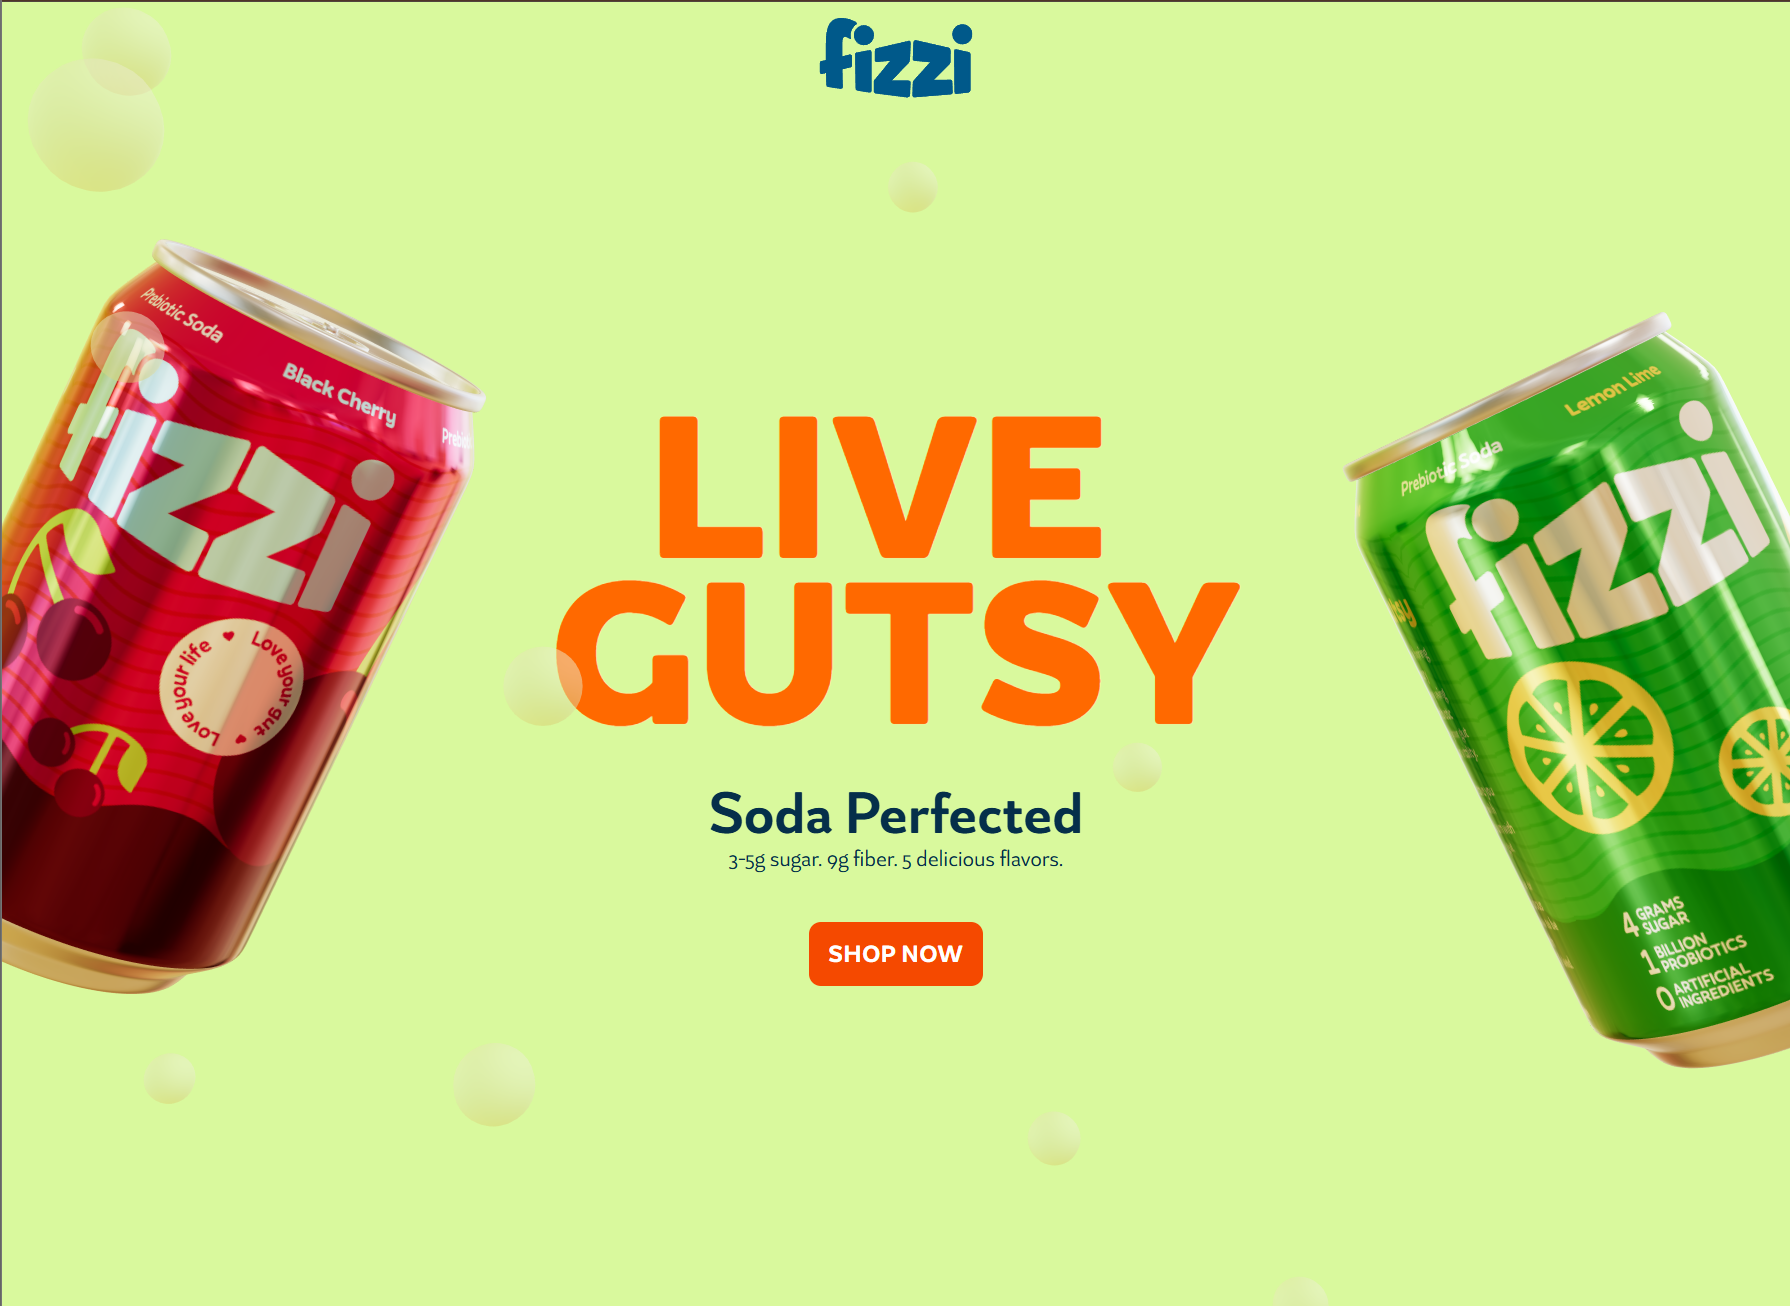 fizzi
Prebiotic Soda
Black Cherry
fizzi
Love your gut
Love your life
LIVE
GUTSY
Soda Perfected
3-5g sugar. 9g fiber. 5 delicious flavors.
SHOP NOW
Lemon Lime
Prebiotic Soda
fizzi
4 GRAMS
SUGAR
1 BILLION
PROBIOTICS
0 ARTIFICIAL
INGREDIENTS